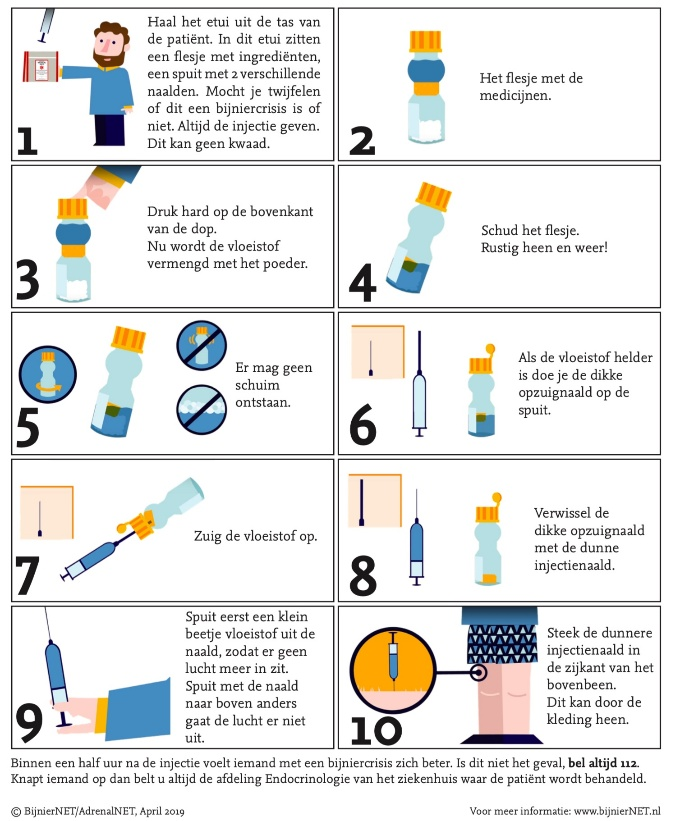 Haal het etui uit de tas van
de patiënt. In dit etui zitten
een flesje met ingrediënten,
een spuit met 2 verschillende
naalden. Mocht je twijfelen
of dit een bijniercrisis is of
niet. Altijd de injectie geven.
Dit kan geen kwaad.
1
Het flesje met de
medicijnen.
2
Druk hard op de bovenkant
van de dop.
Nu wordt de vloeistof
vermengd met het poeder.
3
Schud het flesje.
Rustig heen en weer!
4
Er mag geen
schuim
ontstaan.
5
Als de vloeistof helder
is doe je de dikke
opzuignaald op de
spuit.
6
Zuig de vloeistof op.
7
Verwissel de
dikke opzuignaald
met de dunne
injectienaald.
8
Spuit eerst een klein
beetje vloeistof uit de
naald, zodat er geen
lucht meer in zit.
Spuit met de naald
naar boven anders
gaat de lucht er niet
uit.
9
Steek de dunnere
injectienaald in
de zijkant van het
bovenbeen.
Dit kan door de
kleding heen.
10
Binnen een half uur na de injectie voelt iemand met een bijniercrisis zich beter. Is dit niet het geval, bel altijd 112.
Knapt iemand op dan belt u altijd de afdeling Endocrinologie van het ziekenhuis waar de patiënt wordt behandeld.
© BijnierNET/AdrenalNET, April 2019
Voor meer informatie: www.bijnierNET.nl